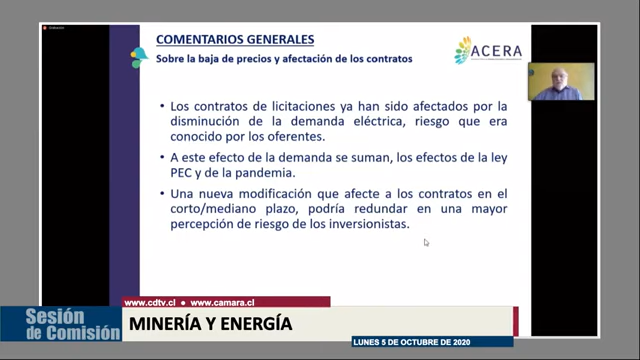 COMENTARIOS GENERALES
Sobre la baja de precios y afectación de los contratos
ACERA
• Los contratos de licitaciones ya han sido afectados por la
disminución de la demanda eléctrica, riesgo que era
conocido por los oferentes.
• A este efecto de la demanda se suman, los efectos de la ley
PEC y de la pandemia.
• Una nueva modificación que afecte a los contratos en el
corto/mediano plazo, podría redundar en una mayor
percepción de riesgo de los inversionistas.
www.cdtv.cl • www.camara.cl
Sesión
de Comisión
MINERÍA Y ENERGÍA
LUNES 5 DE OCTUBRE DE 2020